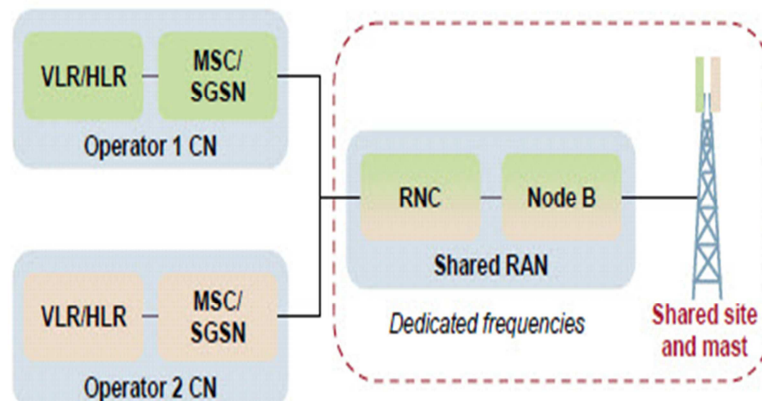 VLR/HLR
MSC/
SGSN
Operator 1 CN
RNC
Node B
Shared RAN
Dedicated frequencies
VLR/HLR
MSC/
SGSN
Operator 2 CN
Shared site
and mast